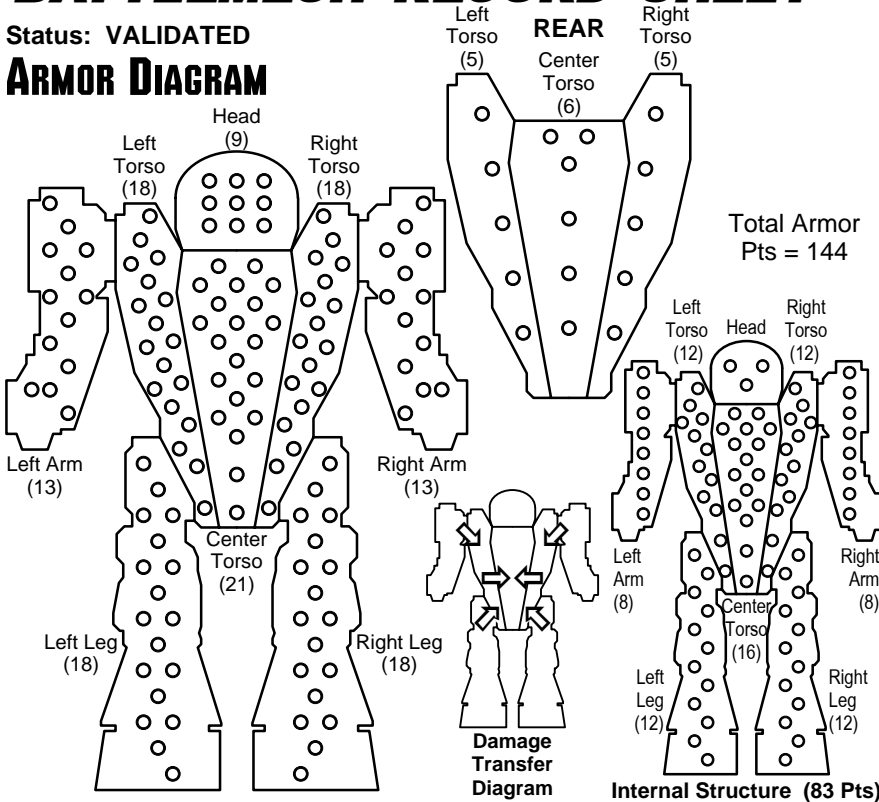 BATTLEMECH RECORD SHEET
Status: VALIDATED
ARMOR DIAGRAM
Head
(9)
Left
Torso
(18)
Right
Torso
(18)
Left Arm
(13)
Right Arm
(13)
Center
Torso
(21)
Left Leg
(18)
Right Leg
(18)
REAR
Left
Torso
(5)
Center
Torso
(6)
Right
Torso
(5)
Total Armor
Pts = 144
Left
Torso
(12)
Head
Right
Torso
(12)
Left
Arm
(8)
Right
Arm
(8)
Center
Torso
(16)
Left
Leg
(12)
Right
Leg
(12)
Damage
Transfer
Diagram
Internal Structure (83 Pts)